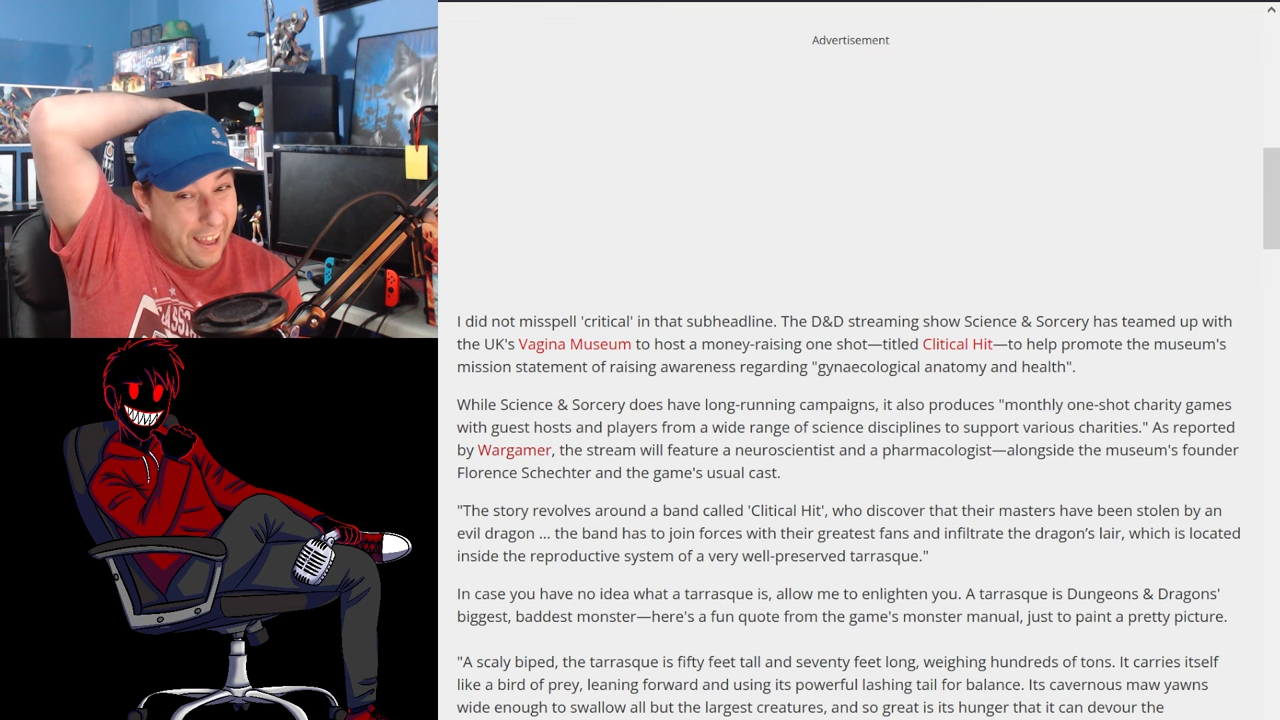 Advertisement
I did not misspell 'critical' in that subheadline. The D&D streaming show Science & Sorcery has teamed up with
the UK's Vagina Museum to host a money-raising one shot—titled Clitical Hit—to help promote the museum's
mission statement of raising awareness regarding "gynaecological anatomy and health".
While Science & Sorcery does have long-running campaigns, it also produces "monthly one-shot charity games
with guest hosts and players from a wide range of science disciplines to support various charities." As reported
by Wargamer, the stream will feature a neuroscientist and a pharmacologist—alongside the museum's founder
Florence Schechter and the game's usual cast.
"The story revolves around a band called 'Clitical Hit', who discover that their masters have been stolen by an
evil dragon ... the band has to join forces with their greatest fans and infiltrate the dragon’s lair, which is located
inside the reproductive system of a very well-preserved tarrasque."
In case you have no idea what a tarrasque is, allow me to enlighten you. A tarrasque is Dungeons & Dragons'
biggest, baddest monster—here's a fun quote from the game's monster manual, just to paint a pretty picture.
"A scaly biped, the tarrasque is fifty feet tall and seventy feet long, weighing hundreds of tons. It carries itself
like a bird of prey, leaning forward and using its powerful lashing tail for balance. Its cavernous maw yawns
wide enough to swallow all but the largest creatures, and so great is its hunger that it can devour the
GLORY